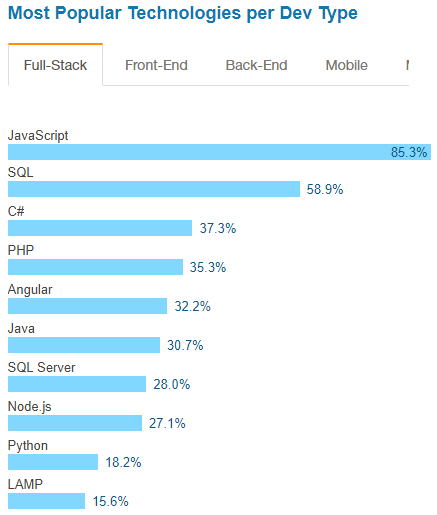 Most Popular Technologies per Dev Type
Full-Stack Front-End Back-End Mobile
JavaScript
85.3%
SQL
58.9%
C#
37.3%
PHP
35.3%
Angular
32.2%
Java
30.7%
SQL Server
28.0%
Node.js
27.1%
Python
18.2%
LAMP
15.6%